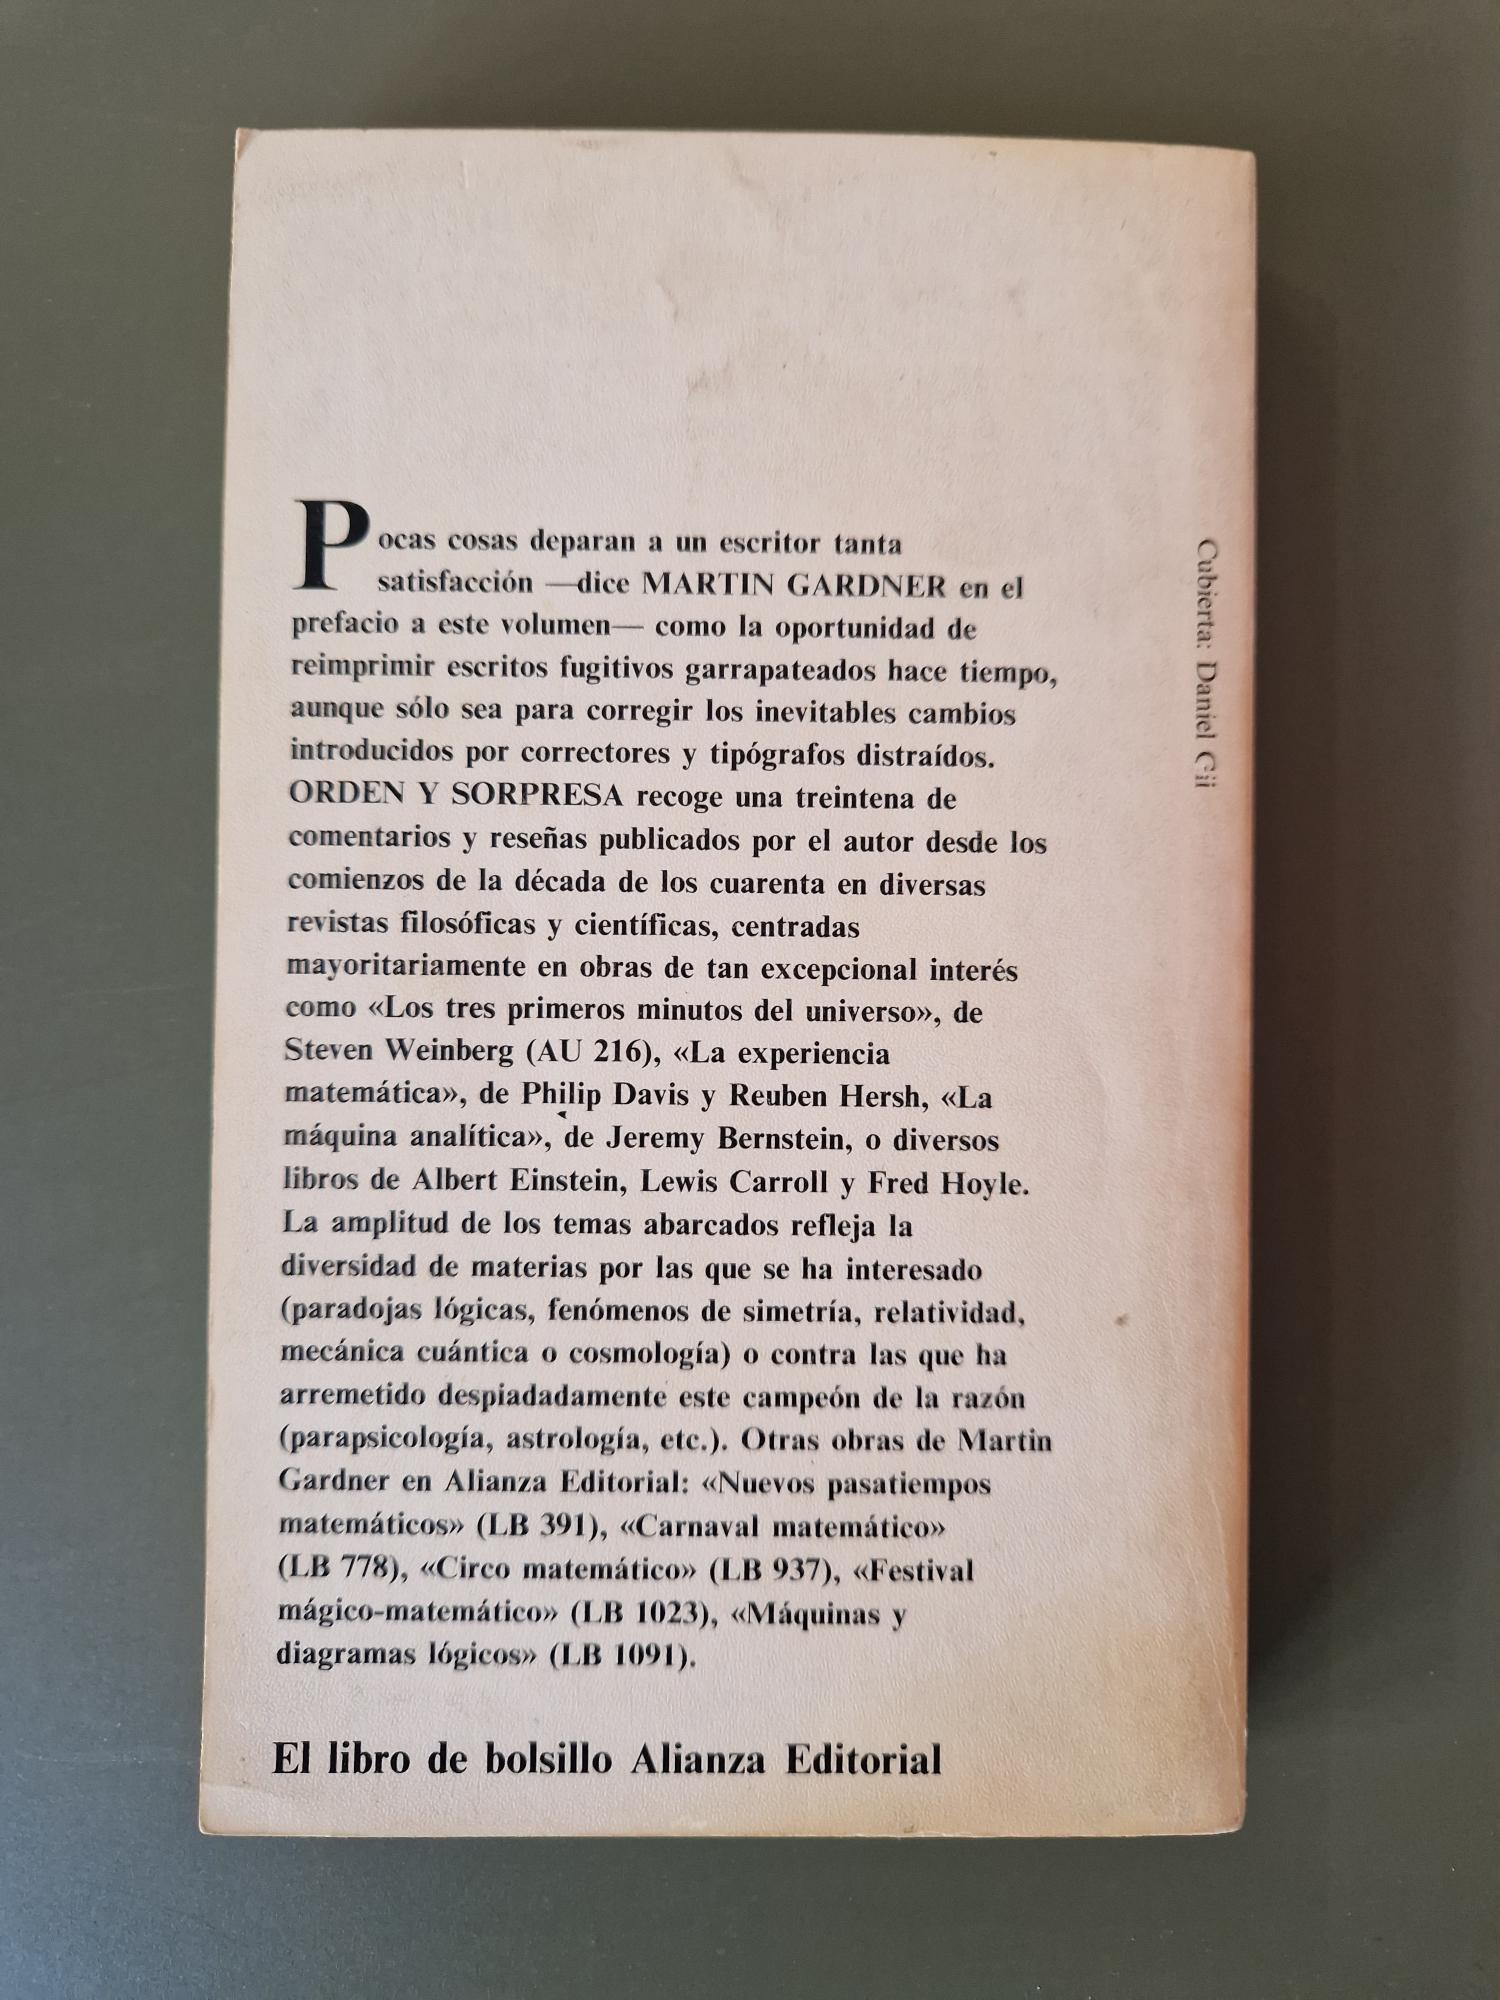 Pocas cosas deparan a un escritor tanta
satisfacción —dice MARTIN GARDNER en el
prefacio a este volumen— como la oportunidad de
reimprimir escritos fugitivos garrapateados hace tiempo,
aunque sólo sea para corregir los inevitables cambios
introducidos por correctores y tipógrafos distraídos.
ORDEN Y SORPRESA recoge una treintena de
comentarios y reseñas publicados por el autor desde los
comienzos de la década de los cuarenta en diversas
revistas filosóficas y científicas, centradas
mayoritariamente en obras de tan excepcional interés
como «Los tres primeros minutos del universo», de
Steven Weinberg (AU 216), «La experiencia
matemática», de Philip Davis y Reuben Hersh, «La
máquina analítica», de Jeremy Bernstein, o diversos
libros de Albert Einstein, Lewis Carroll y Fred Hoyle.
La amplitud de los temas abarcados refleja la
diversidad de materias por las que se ha interesado
(paradojas lógicas, fenómenos de simetría, relatividad,
mecánica cuántica o cosmología) o contra las que ha
arremetido despiadadamente este campeón de la razón
(parapsicología, astrología, etc.). Otras obras de Martin
Gardner en Alianza Editorial: «Nuevos pasatiempos
matemáticos» (LB 391), «Carnaval matemático»
(LB 778), «Circo matemático» (LB 937), «Festival
mágico-matemático» (LB 1023), «Máquinas y
diagramas lógicos» (LB 1091).
El libro de bolsillo Alianza Editorial
Cubierta: Daniel Gil